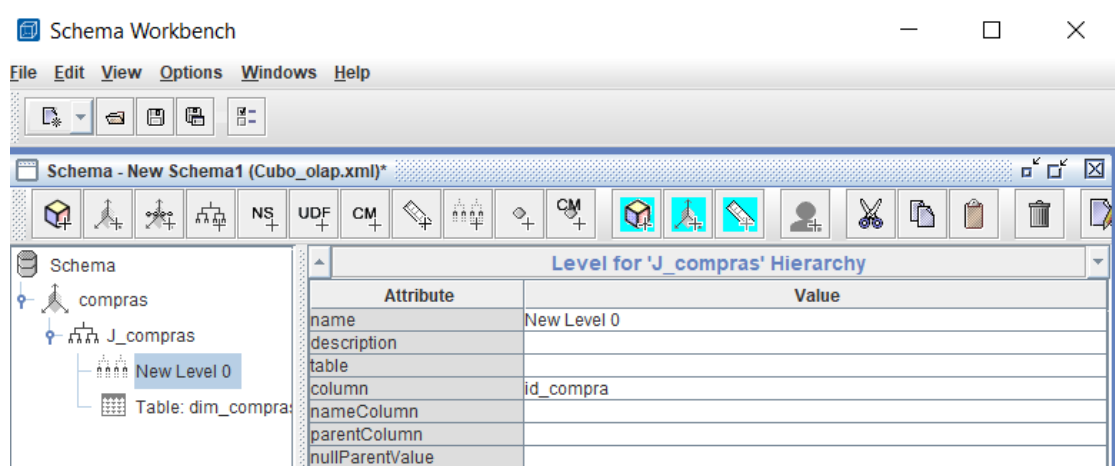 Schema Workbench
File Edit View Options Windows Help
Schema - New Schema1 (Cubo_olap.xml)*
NS UDF CM CM
Schema
compras
J_compras
New Level 0
Table: dim_compras
Level for 'J_compras' Hierarchy
Attribute Value
name New Level 0
description
table
column id_compra
nameColumn
parentColumn
nullParentValue